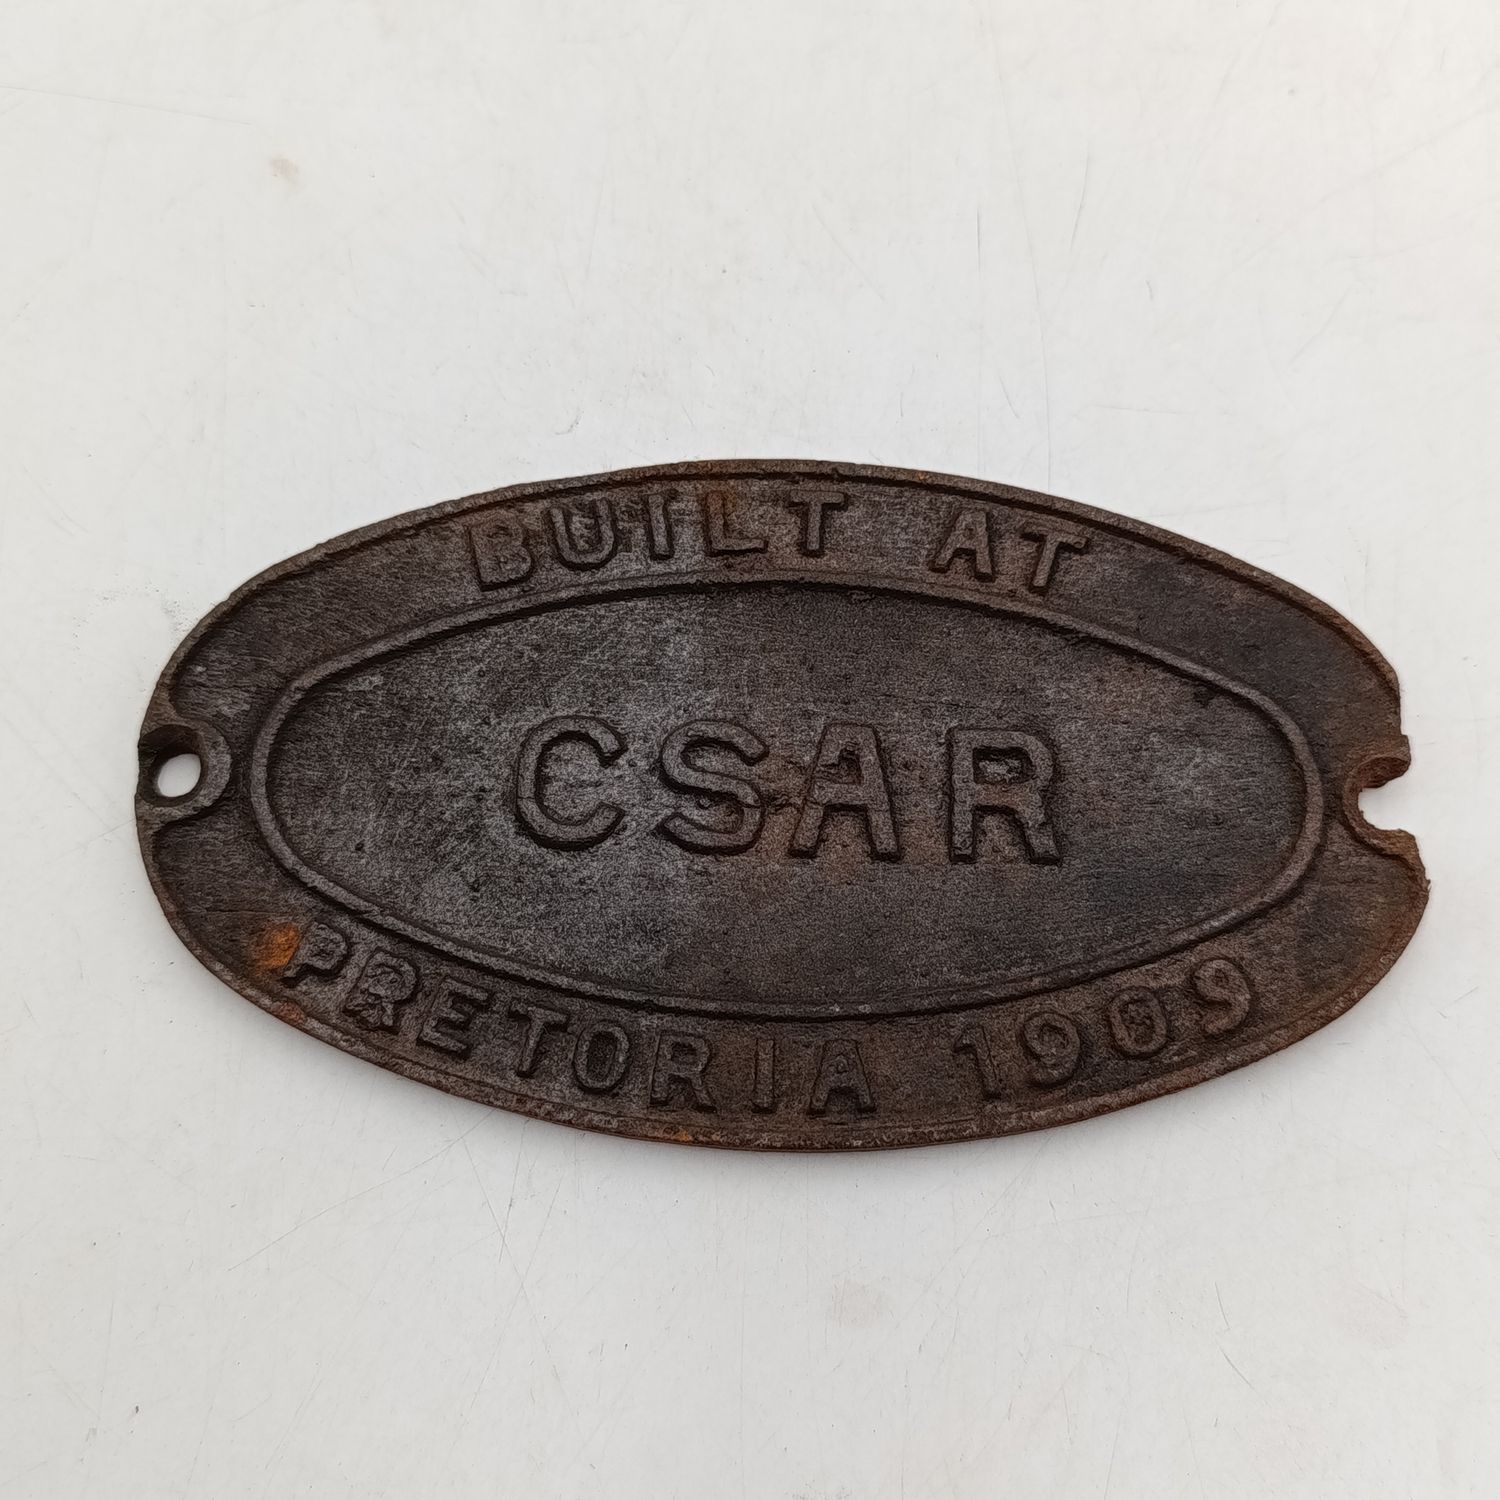 BUILT AT
CSAR
PRETORIA 1909